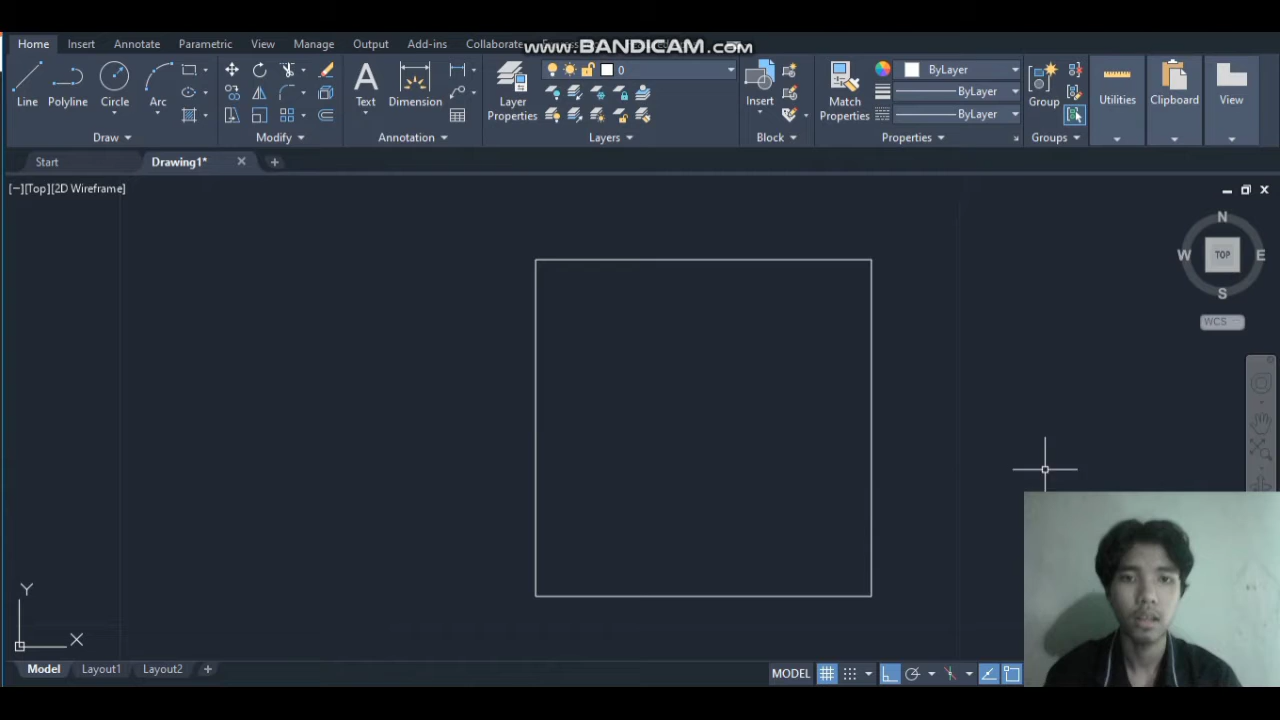 Home Insert Annotate Parametric View Manage Output Add-ins Collaborate
www.BANDICAM.com
0
ByLayer
ByLayer
ByLayer
Line Polyline Circle Arc Text Dimension Layer Properties Insert Match Properties Group Utilities Clipboard View
Draw Modify Annotation Layers Block Properties Groups
Start Drawing1* +
[−][Top][2D Wireframe]
N
W TOP E
S
WCS
Y
X
Model Layout1 Layout2 + MODEL